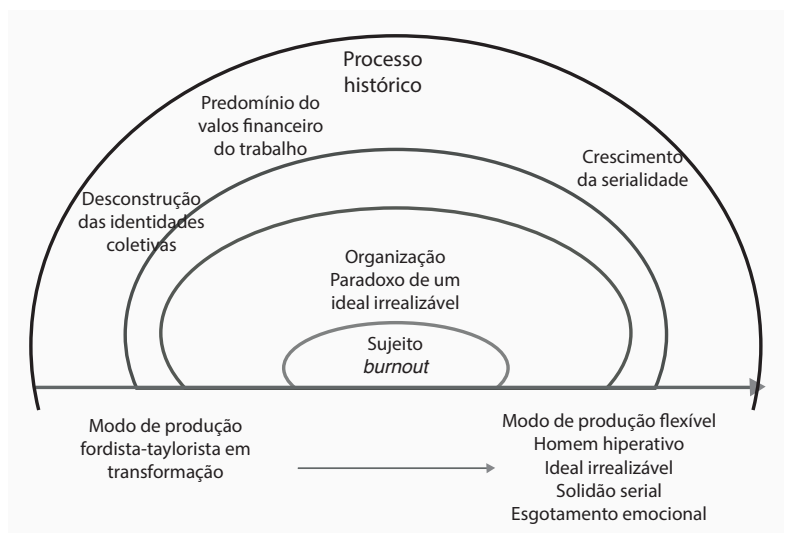 Processo
histórico
Predomínio do
valos financeiro
do trabalho
Crescimento
da serialidade
Desconstrução
das identidades
coletivas
Organização
Paradoxo de um
ideal irrealizável
Sujeito
burnout
Modo de produção
fordista-taylorista em
transformação
Modo de produção flexível
Homem hiperativo
Ideal irrealizável
Solidão serial
Esgotamento emocional